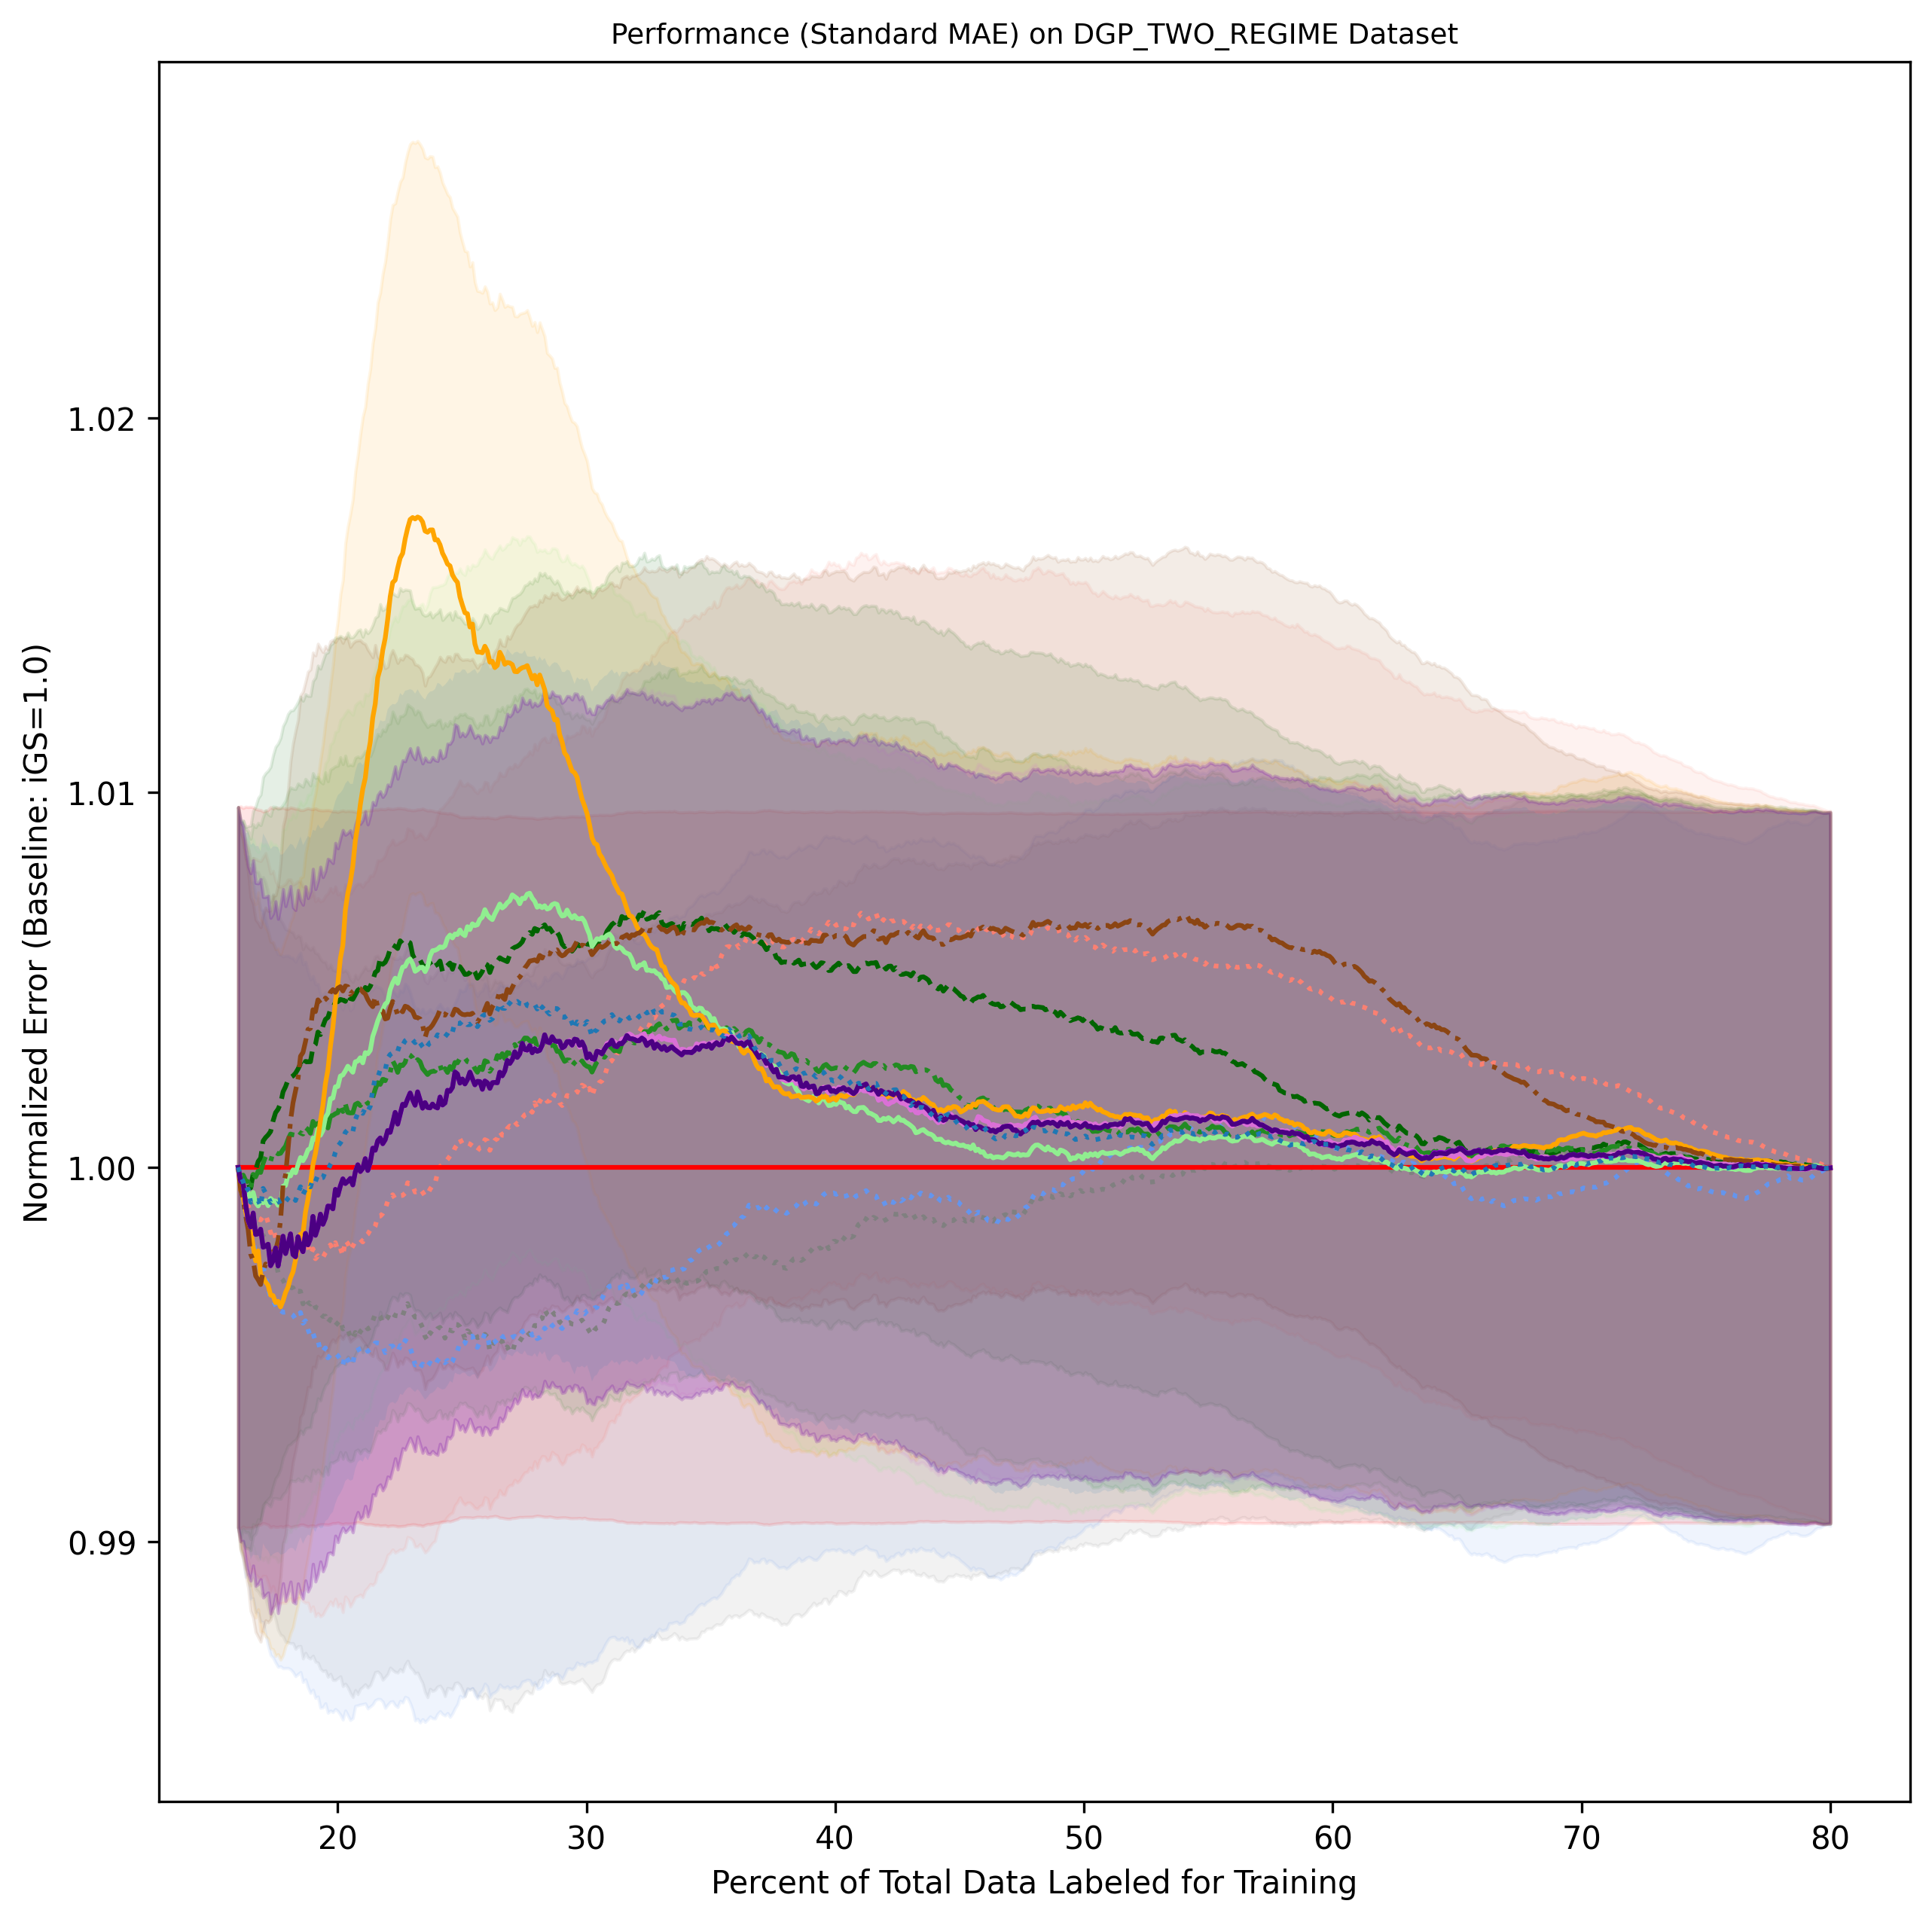 Performance (Standard MAE) on DGP_TWO_REGIME Dataset
Normalized Error (Baseline: iGS=1.0)
1.02
1.01
1.00
0.99
20 30 40 50 60 70 80
Percent of Total Data Labeled for Training